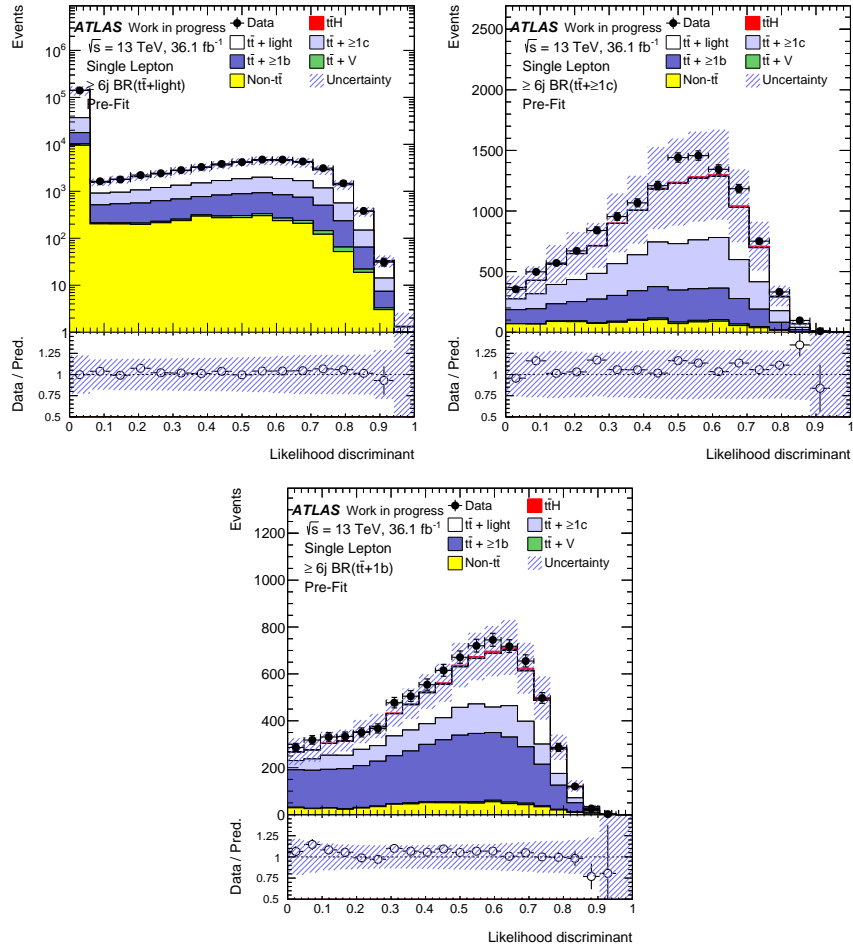 Events
ATLAS Work in progress
√s = 13 TeV, 36.1 fb⁻¹
Single Lepton
≥ 6j BR(tt̄+light)
Pre-Fit
Data
tt̄H
tt̄ + light
tt̄ + ≥1c
tt̄ + ≥1b
tt̄ + V
Non-tt̄
Uncertainty
10⁶
10⁵
10⁴
10³
10²
10
1
Data / Pred.
1.25
1
0.75
0.5
0 0.1 0.2 0.3 0.4 0.5 0.6 0.7 0.8 0.9 1
Likelihood discriminant
Events
ATLAS Work in progress
√s = 13 TeV, 36.1 fb⁻¹
Single Lepton
≥ 6j BR(tt̄+≥1c)
Pre-Fit
Data
tt̄H
tt̄ + light
tt̄ + ≥1c
tt̄ + ≥1b
tt̄ + V
Non-tt̄
Uncertainty
2500
2000
1500
1000
500
0
Data / Pred.
1.25
1
0.75
0.5
0 0.1 0.2 0.3 0.4 0.5 0.6 0.7 0.8 0.9 1
Likelihood discriminant
Events
ATLAS Work in progress
√s = 13 TeV, 36.1 fb⁻¹
Single Lepton
≥ 6j BR(tt̄+1b)
Pre-Fit
Data
tt̄H
tt̄ + light
tt̄ + ≥1c
tt̄ + ≥1b
tt̄ + V
Non-tt̄
Uncertainty
1200
1000
800
600
400
200
0
Data / Pred.
1.25
1
0.75
0.5
0 0.1 0.2 0.3 0.4 0.5 0.6 0.7 0.8 0.9 1
Likelihood discriminant